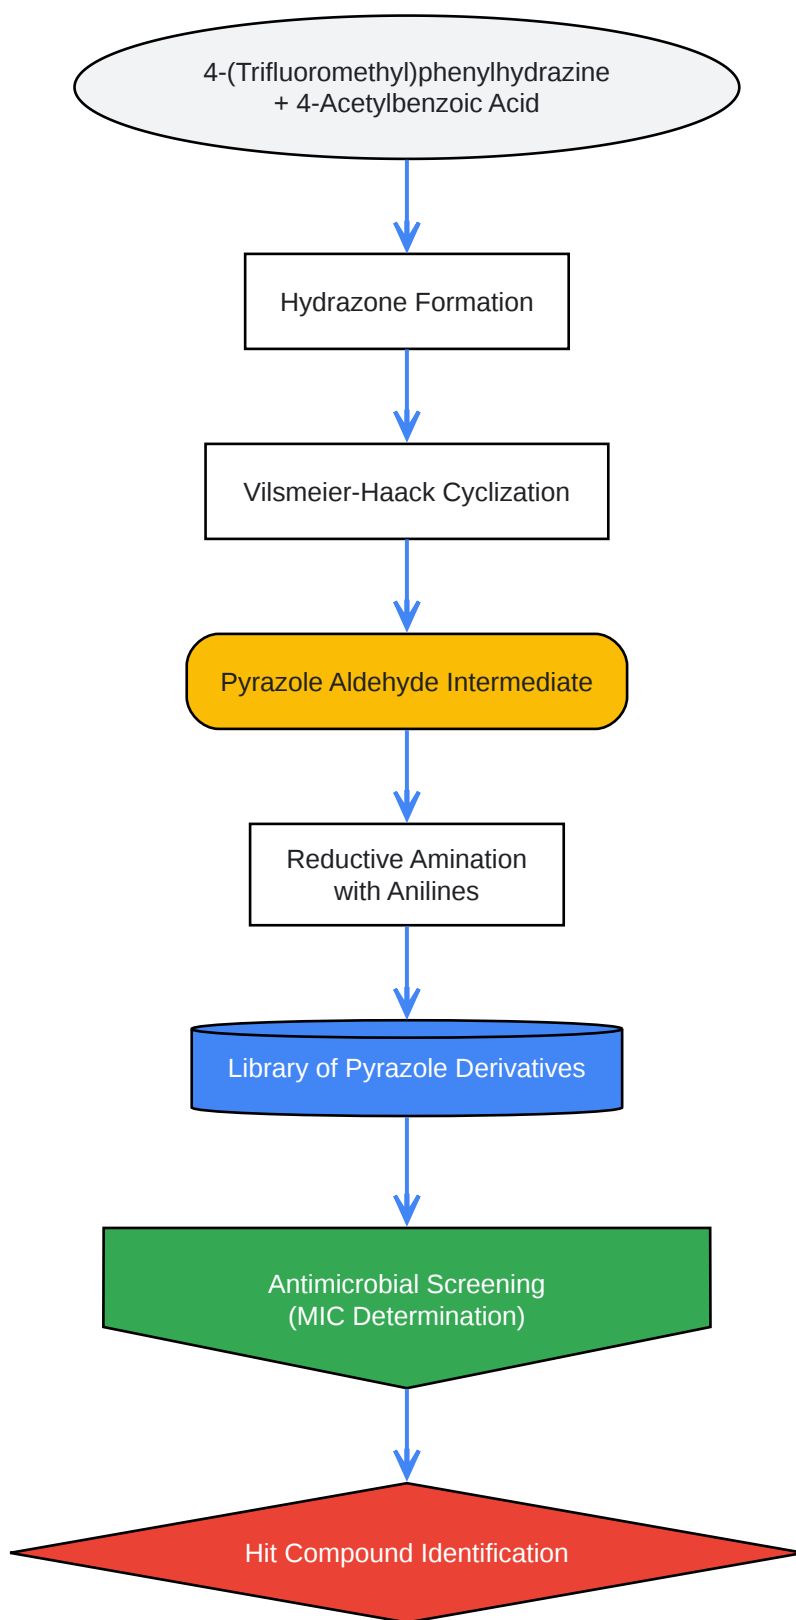 4-(Trifluoromethyl)phenylhydrazine
+ 4-Acetylbenzoic Acid
Hydrazone Formation
Vilsmeier-Haack Cyclization
Pyrazole Aldehyde Intermediate
Reductive Amination
with Anilines
Library of Pyrazole Derivatives
Antimicrobial Screening
(MIC Determination)
Hit Compound Identification